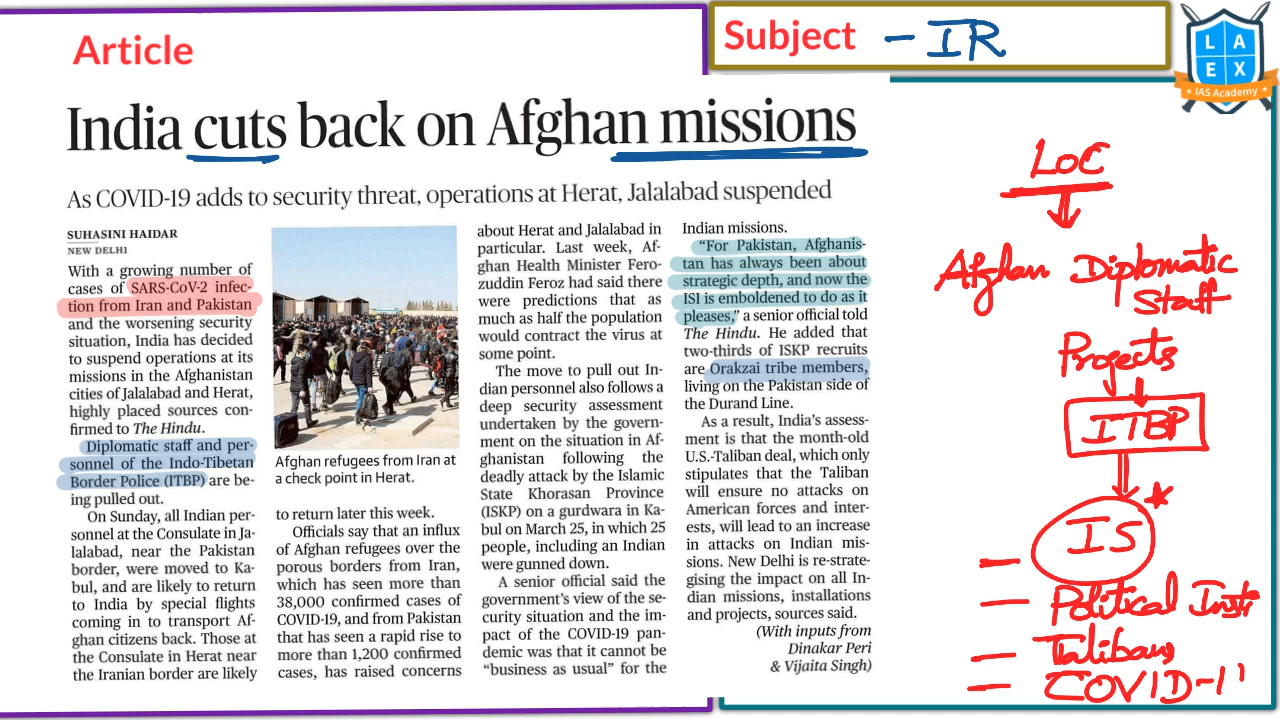 Article
Subject - IR
L A
E X
IAS Academy
India cuts back on Afghan missions
As COVID-19 adds to security threat, operations at Herat, Jalalabad suspended
SUHASINI HAIDAR
NEW DELHI
With a growing number of
cases of SARS-CoV-2 infec-
tion from Iran and Pakistan
and the worsening security
situation, India has decided
to suspend operations at its
missions in the Afghanistan
cities of Jalalabad and Herat,
highly placed sources con-
firmed to The Hindu.
Diplomatic staff and per-
sonnel of the Indo-Tibetan
Border Police (ITBP) are be-
ing pulled out.
On Sunday, all Indian per-
sonnel at the Consulate in Ja-
lalabad, near the Pakistan
border, were moved to Ka-
bul, and are likely to return
to India by special flights
coming in to transport Af-
ghan citizens back. Those at
the Consulate in Herat near
the Iranian border are likely
Afghan refugees from Iran at
a check point in Herat.
to return later this week.
Officials say that an influx
of Afghan refugees over the
porous borders from Iran,
which has seen more than
38,000 confirmed cases of
COVID-19, and from Pakistan
that has seen a rapid rise to
more than 1,200 confirmed
cases, has raised concerns
about Herat and Jalalabad in
particular. Last week, Af-
ghan Health Minister Fero-
zuddin Feroz had said there
were predictions that as
much as half the population
would contract the virus at
some point.
The move to pull out In-
dian personnel also follows a
deep security assessment
undertaken by the govern-
ment on the situation in Af-
ghanistan following the
deadly attack by the Islamic
State Khorasan Province
(ISKP) on a gurdwara in Ka-
bul on March 25, in which 25
people, including an Indian
were gunned down.
A senior official said the
government's view of the se-
curity situation and the im-
pact of the COVID-19 pan-
demic was that it cannot be
"business as usual" for the
Indian missions.
"For Pakistan, Afghanis-
tan has always been about
strategic depth, and now the
ISI is emboldened to do as it
pleases," a senior official told
The Hindu. He added that
two-thirds of ISKP recruits
are Orakzai tribe members,
living on the Pakistan side of
the Durand Line.
As a result, India's assess-
ment is that the month-old
U.S.-Taliban deal, which only
stipulates that the Taliban
will ensure no attacks on
American forces and inter-
ests, will lead to an increase
in attacks on Indian mis-
sions. New Delhi is re-strate-
gising the impact on all In-
dian missions, installations
and projects, sources said.
(With inputs from
Dinakar Peri
& Vijaita Singh)
LoC
Afghan Diplomatic
Staff
Projects
ITBP
IS
- Political
- Taliban
- COVID-1